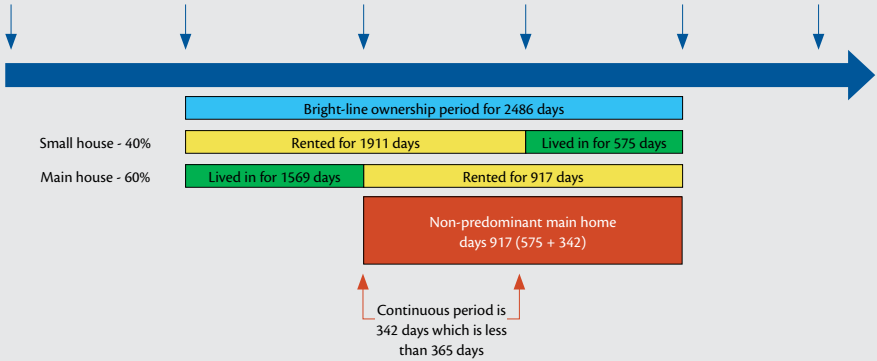 Bright-line ownership period for 2486 days
Small house - 40%
Rented for 1911 days
Lived in for 575 days
Main house - 60%
Lived in for 1569 days
Rented for 917 days
Non-predominant main home
days 917 (575 + 342)
Continuous period is
342 days which is less
than 365 days